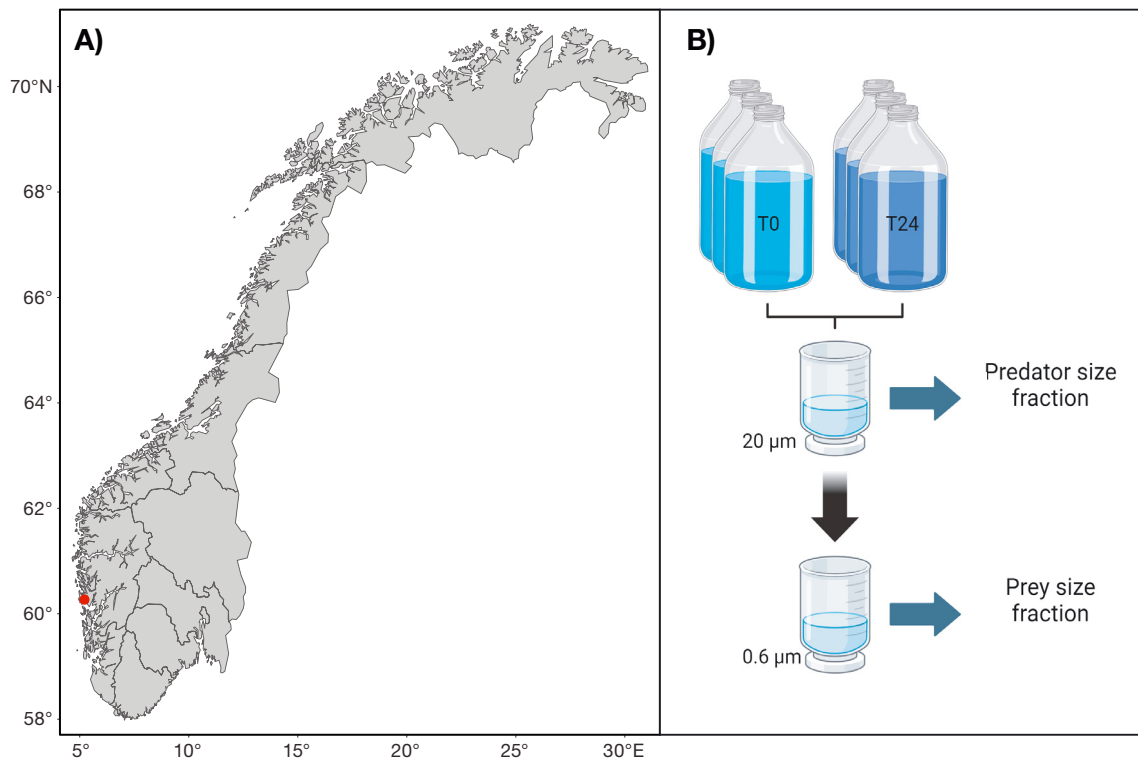 A)
70°N
68°
66°
64°
62°
60°
58°
5°
10°
15°
20°
25°
30°E
B)
T0
T24
20 µm
Predator size
fraction
0.6 µm
Prey size
fraction